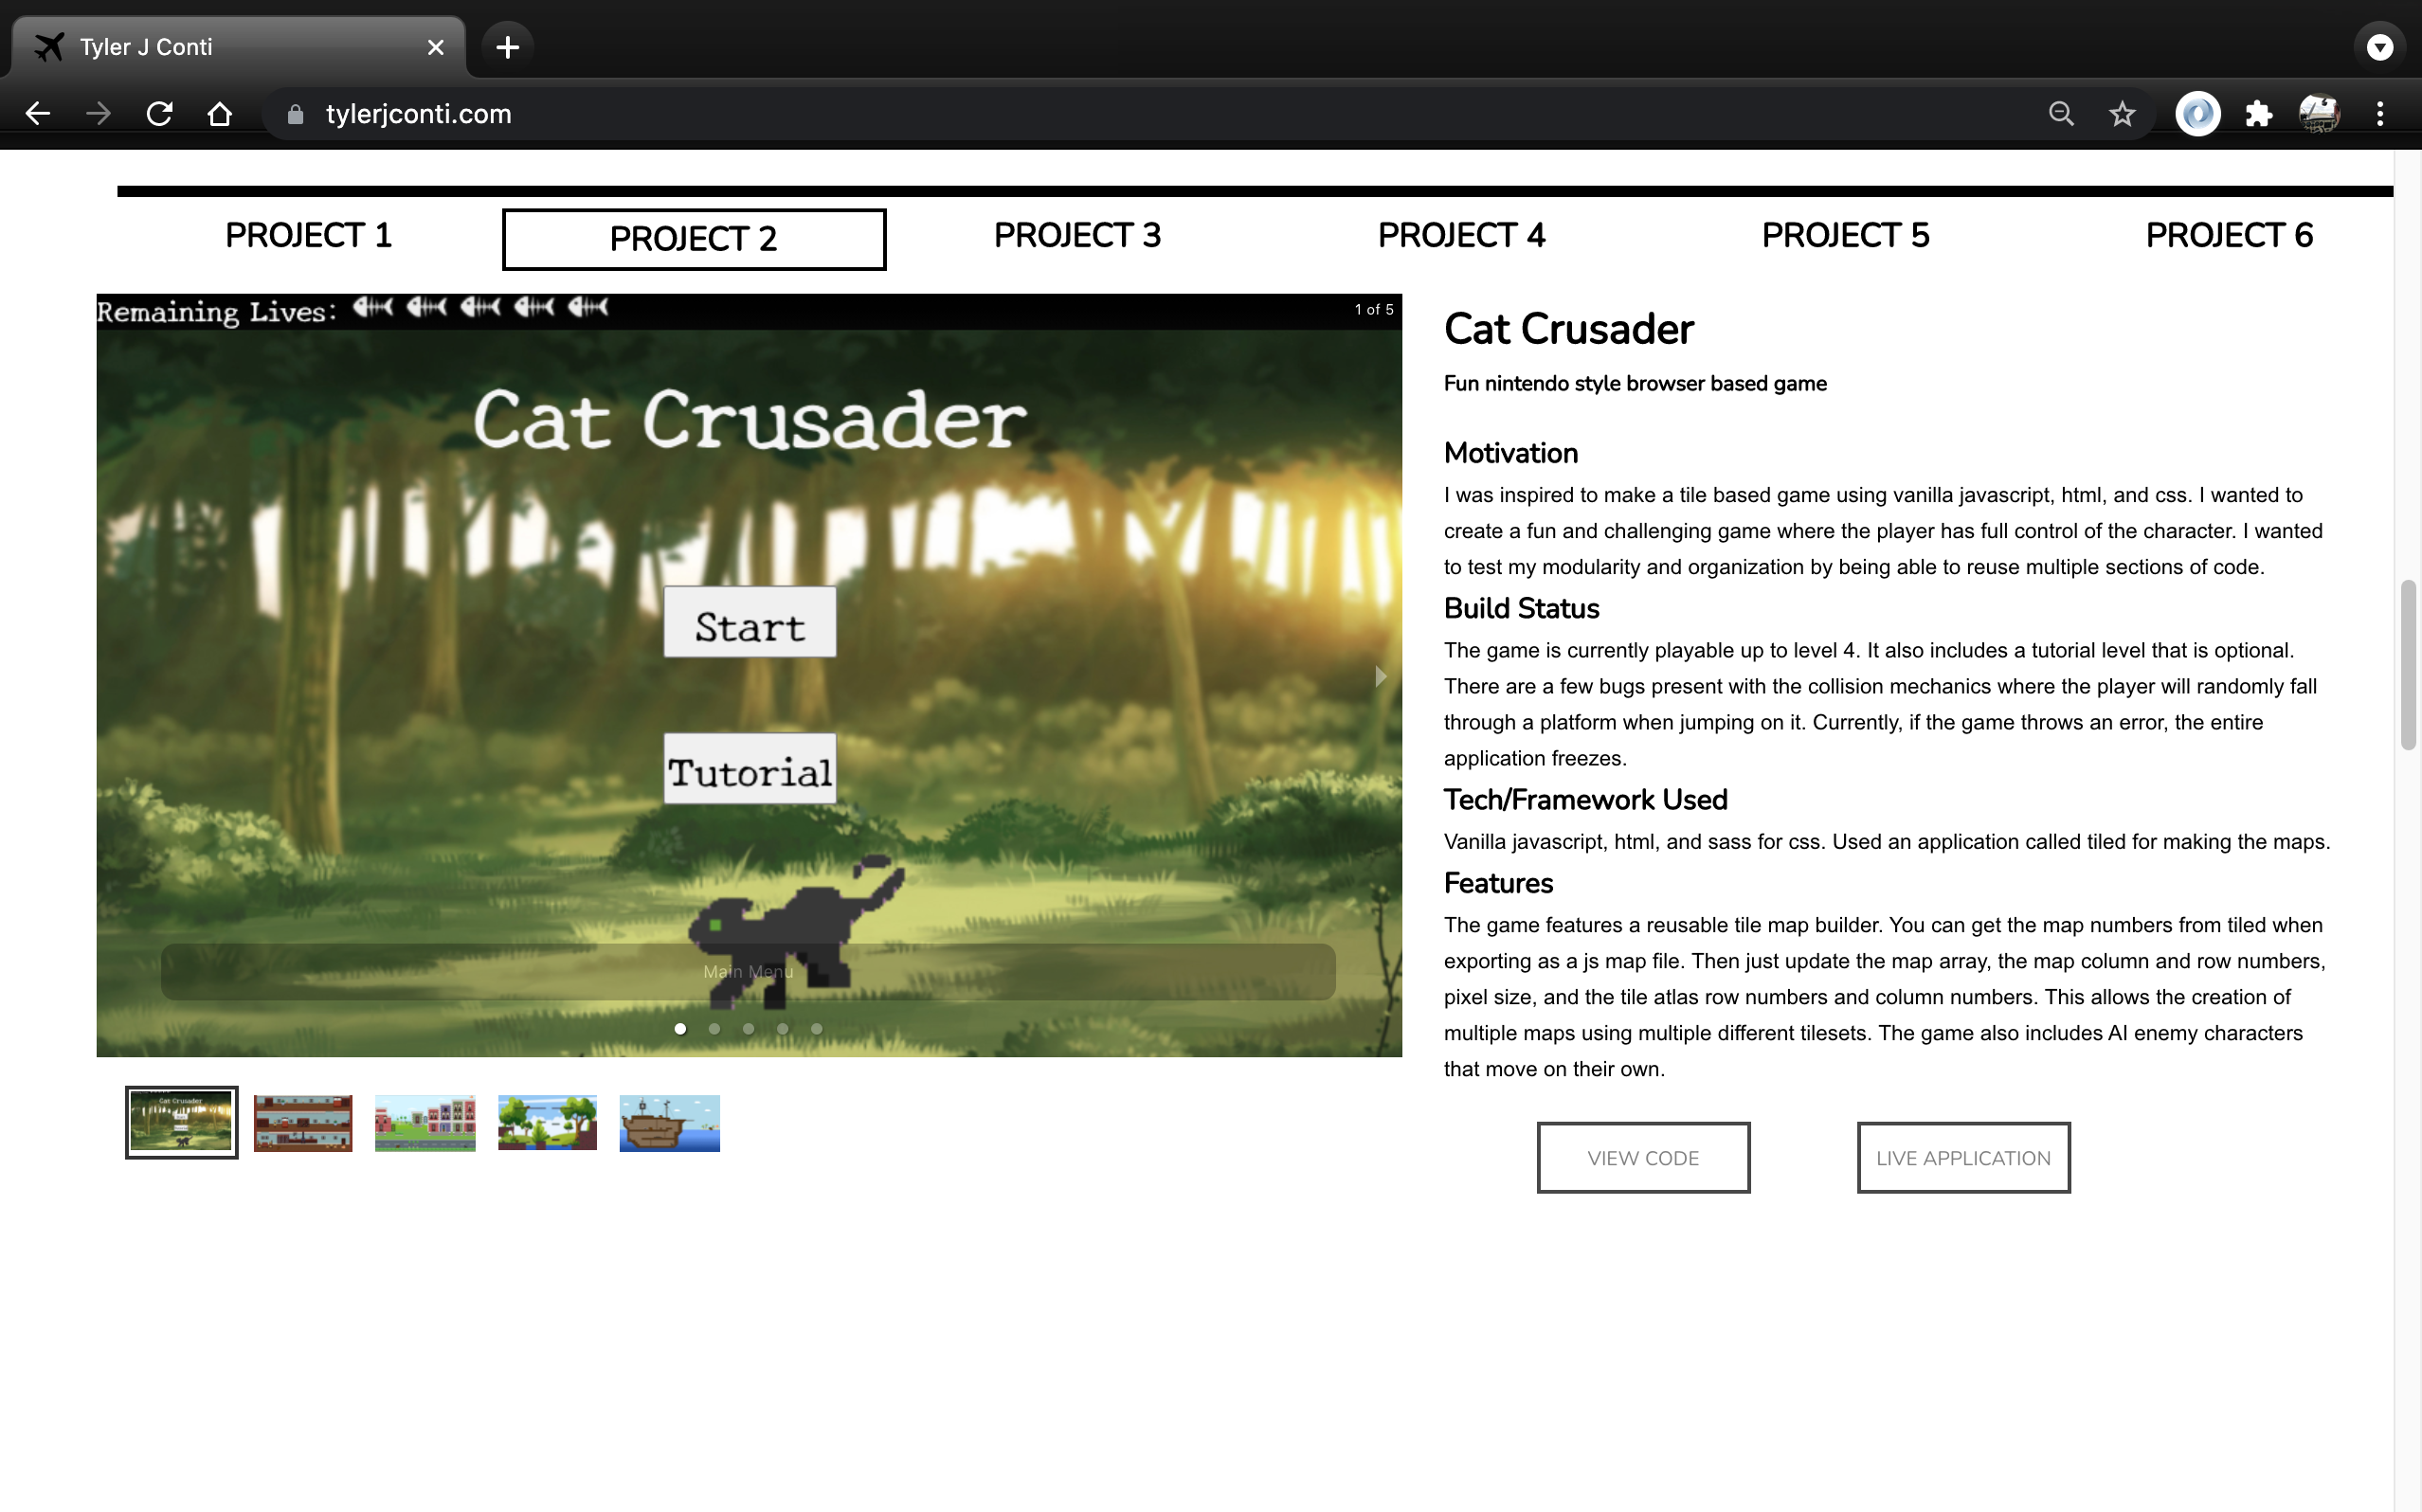 Tyler J Conti
tylerjconti.com
PROJECT 1
PROJECT 2
PROJECT 3
PROJECT 4
PROJECT 5
PROJECT 6
Remaining Lives:
1 of 5
Cat Crusader
Start
Tutorial
Main Menu
Cat Crusader
Fun nintendo style browser based game
Motivation
I was inspired to make a tile based game using vanilla javascript, html, and css. I wanted to
create a fun and challenging game where the player has full control of the character. I wanted
to test my modularity and organization by being able to reuse multiple sections of code.
Build Status
The game is currently playable up to level 4. It also includes a tutorial level that is optional.
There are a few bugs present with the collision mechanics where the player will randomly fall
through a platform when jumping on it. Currently, if the game throws an error, the entire
application freezes.
Tech/Framework Used
Vanilla javascript, html, and sass for css. Used an application called tiled for making the maps.
Features
The game features a reusable tile map builder. You can get the map numbers from tiled when
exporting as a js map file. Then just update the map array, the map column and row numbers,
pixel size, and the tile atlas row numbers and column numbers. This allows the creation of
multiple maps using multiple different tilesets. The game also includes AI enemy characters
that move on their own.
Cat Crusader
VIEW CODE
LIVE APPLICATION